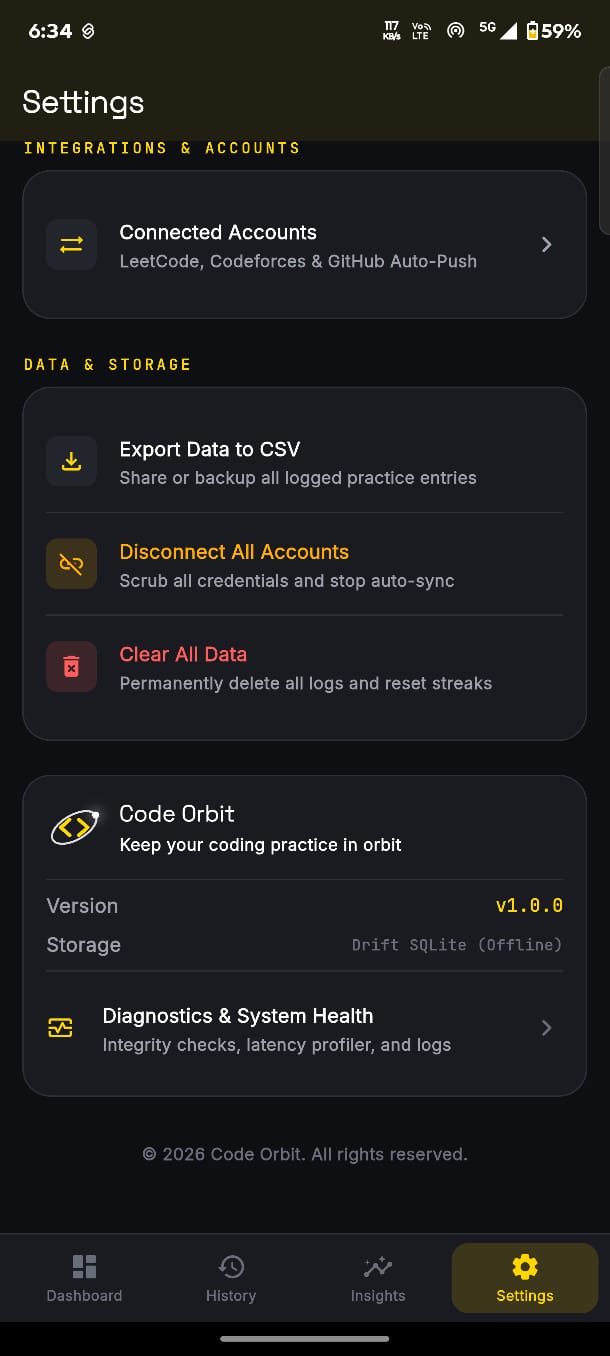 6:34
117
KB/s
Vo
LTE
5G
59%
Settings
INTEGRATIONS & ACCOUNTS
Connected Accounts
LeetCode, Codeforces & GitHub Auto-Push
DATA & STORAGE
Export Data to CSV
Share or backup all logged practice entries
Disconnect All Accounts
Scrub all credentials and stop auto-sync
Clear All Data
Permanently delete all logs and reset streaks
Code Orbit
Keep your coding practice in orbit
Version v1.0.0
Storage Drift SQLite (Offline)
Diagnostics & System Health
Integrity checks, latency profiler, and logs
© 2026 Code Orbit. All rights reserved.
Dashboard History Insights Settings